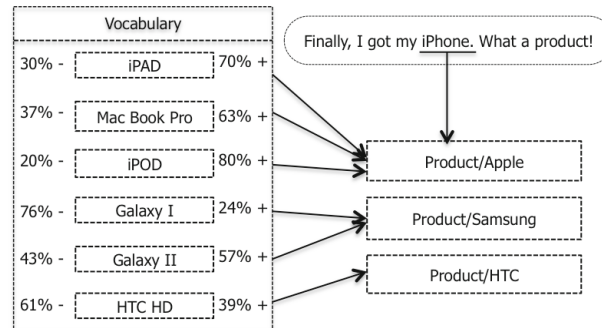 Vocabulary
Finally, I got my iPhone. What a product!
30% - iPAD 70% +
37% - Mac Book Pro 63% +
20% - iPOD 80% +
Product/Apple
76% - Galaxy I 24% +
Product/Samsung
43% - Galaxy II 57% +
Product/HTC
61% - HTC HD 39% +